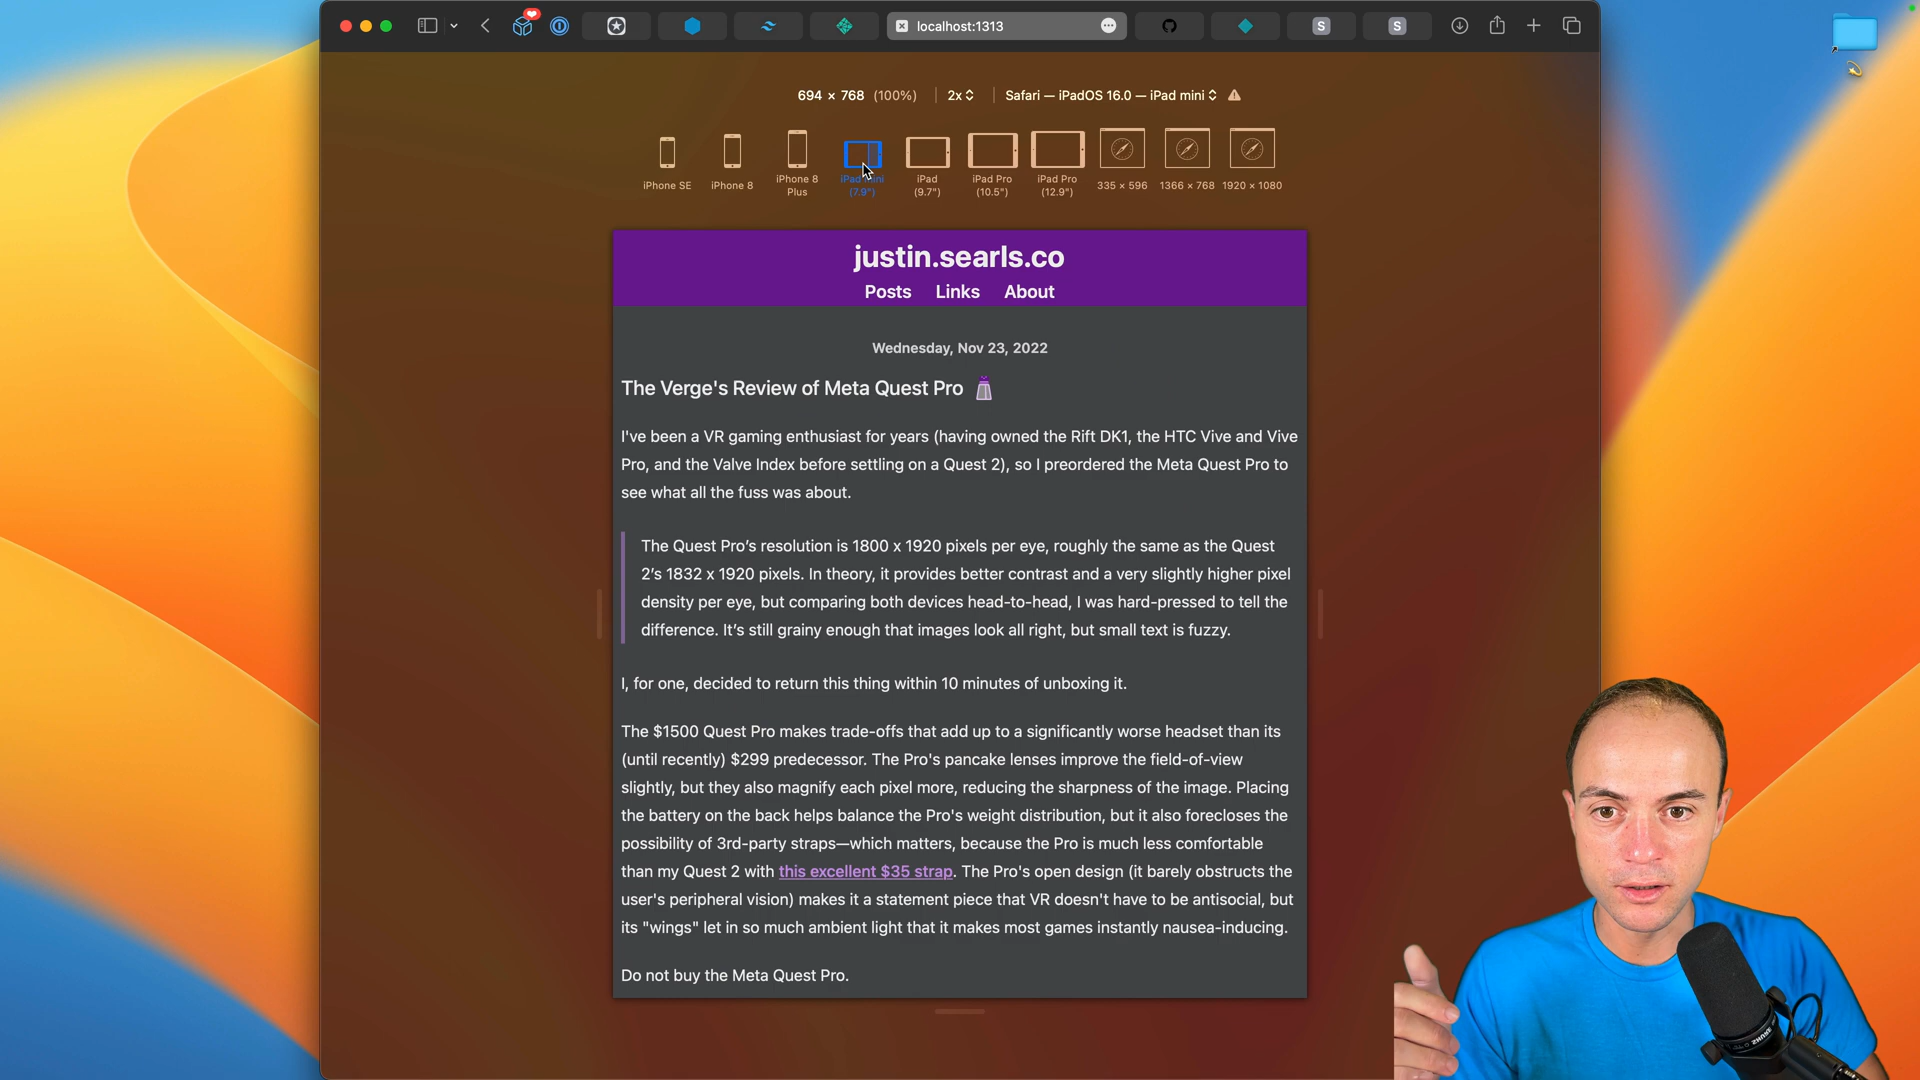 localhost:1313
S
S
694 × 768 (100%) 2x Safari — iPadOS 16.0 — iPad mini
iPhone SE
iPhone 8
iPhone 8
Plus
iPad mini
(7.9")
iPad
(9.7")
iPad Pro
(10.5")
iPad Pro
(12.9")
335 × 596
1366 × 768
1920 × 1080
justin.searls.co
Posts Links About
Wednesday, Nov 23, 2022
The Verge's Review of Meta Quest Pro
I've been a VR gaming enthusiast for years (having owned the Rift DK1, the HTC Vive and Vive
Pro, and the Valve Index before settling on a Quest 2), so I preordered the Meta Quest Pro to
see what all the fuss was about.
The Quest Pro’s resolution is 1800 x 1920 pixels per eye, roughly the same as the Quest
2’s 1832 x 1920 pixels. In theory, it provides better contrast and a very slightly higher pixel
density per eye, but comparing both devices head-to-head, I was hard-pressed to tell the
difference. It’s still grainy enough that images look all right, but small text is fuzzy.
I, for one, decided to return this thing within 10 minutes of unboxing it.
The $1500 Quest Pro makes trade-offs that add up to a significantly worse headset than its
(until recently) $299 predecessor. The Pro's pancake lenses improve the field-of-view
slightly, but they also magnify each pixel more, reducing the sharpness of the image. Placing
the battery on the back helps balance the Pro's weight distribution, but it also forecloses the
possibility of 3rd-party straps—which matters, because the Pro is much less comfortable
than my Quest 2 with this excellent $35 strap. The Pro's open design (it barely obstructs the
user's peripheral vision) makes it a statement piece that VR doesn't have to be antisocial, but
its "wings" let in so much ambient light that it makes most games instantly nausea-inducing.
Do not buy the Meta Quest Pro.